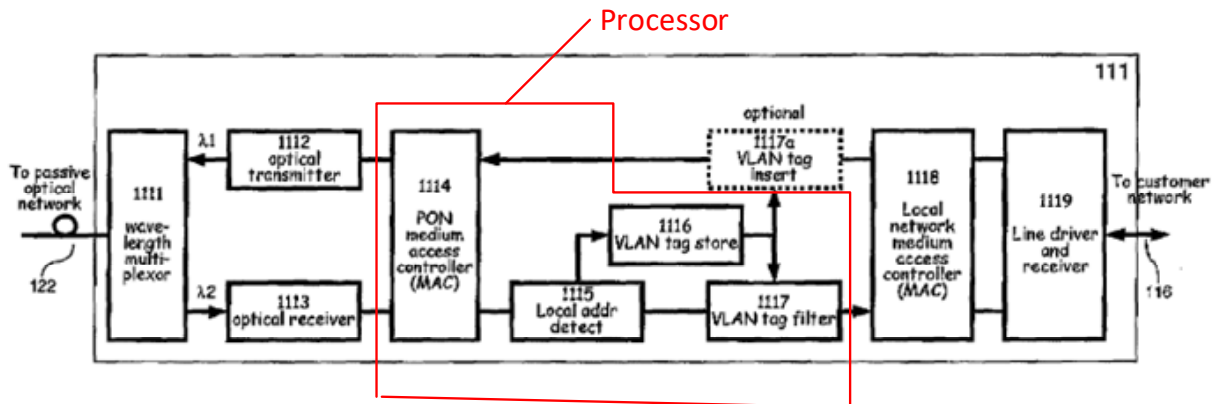 Processor
111
optional
λ1
1112
optical
transmitter
1117a
VLAN tag
insert
To passive
optical
network
1111
wave-
length
multi-
plexor
1114
PON
medium
access
controller
(MAC)
1118
Local
network
medium
access
controller
(MAC)
1119
Line driver
and
receiver
To customer
network
1116
VLAN tag store
122
λ2
1113
optical receiver
1115
Local addr
detect
1117
VLAN tag filter
116